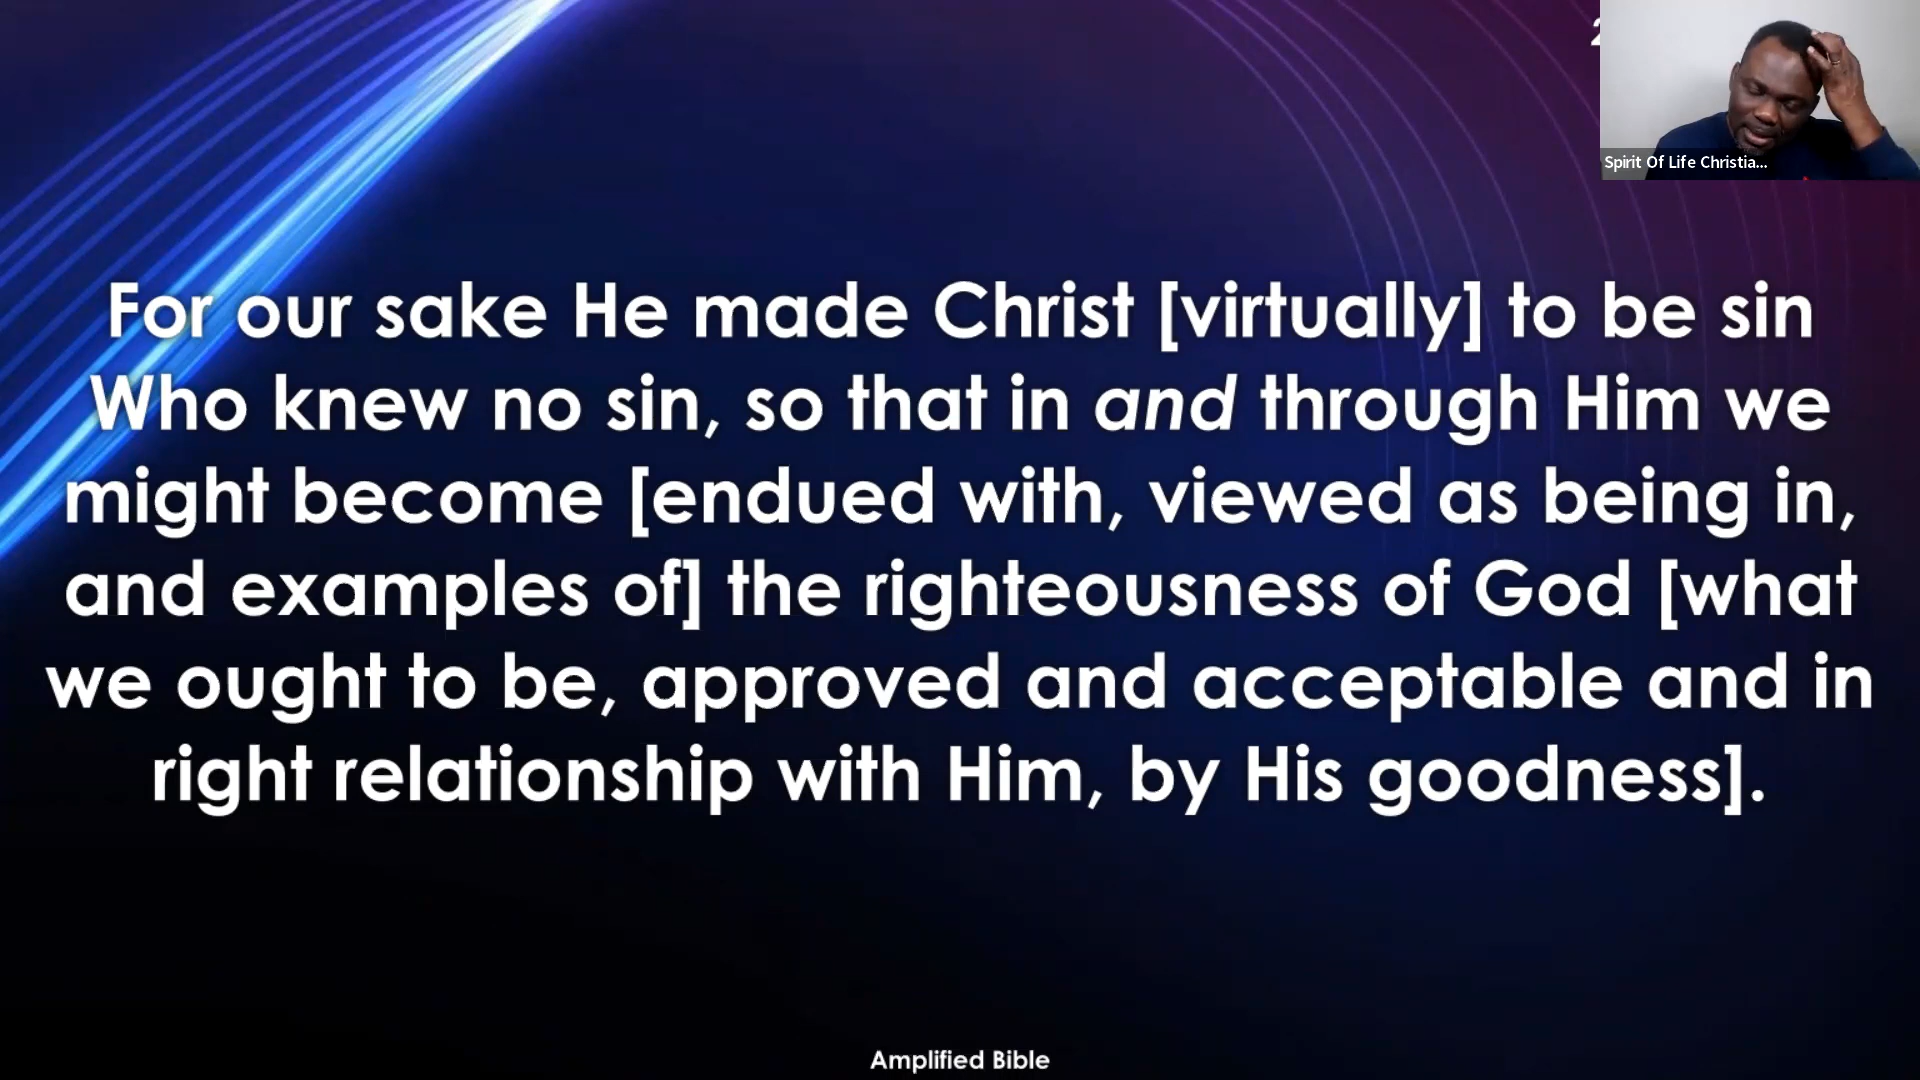 2
Spirit Of Life Christia...
For our sake He made Christ [virtually] to be sin
Who knew no sin, so that in and through Him we
might become [endued with, viewed as being in,
and examples of] the righteousness of God [what
we ought to be, approved and acceptable and in
right relationship with Him, by His goodness].
Amplified Bible